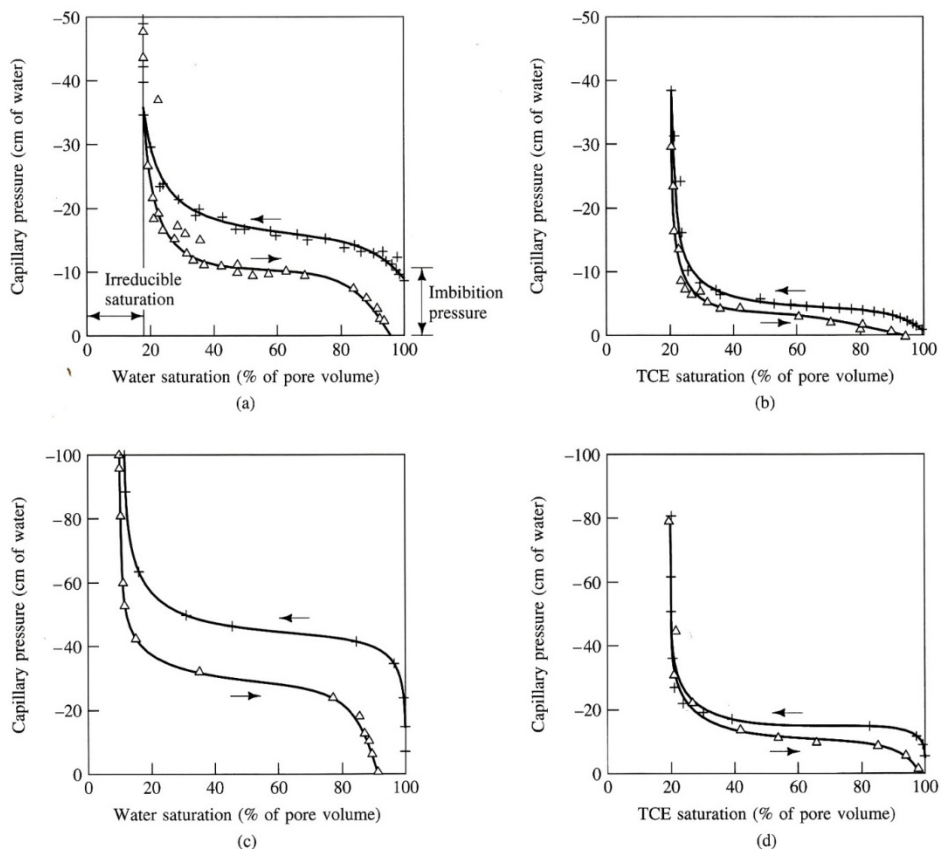 -50
-40
-30
-20
-10
0
Capillary pressure (cm of water)
Irreducible
saturation
Imbibition
pressure
0 20 40 60 80 100
Water saturation (% of pore volume)
(a)
-50
-40
-30
-20
-10
0
Capillary pressure (cm of water)
0 20 40 60 80 100
TCE saturation (% of pore volume)
(b)
-100
-80
-60
-40
-20
0
Capillary pressure (cm of water)
0 20 40 60 80 100
Water saturation (% of pore volume)
(c)
-100
-80
-60
-40
-20
0
Capillary pressure (cm of water)
0 20 40 60 80 100
TCE saturation (% of pore volume)
(d)